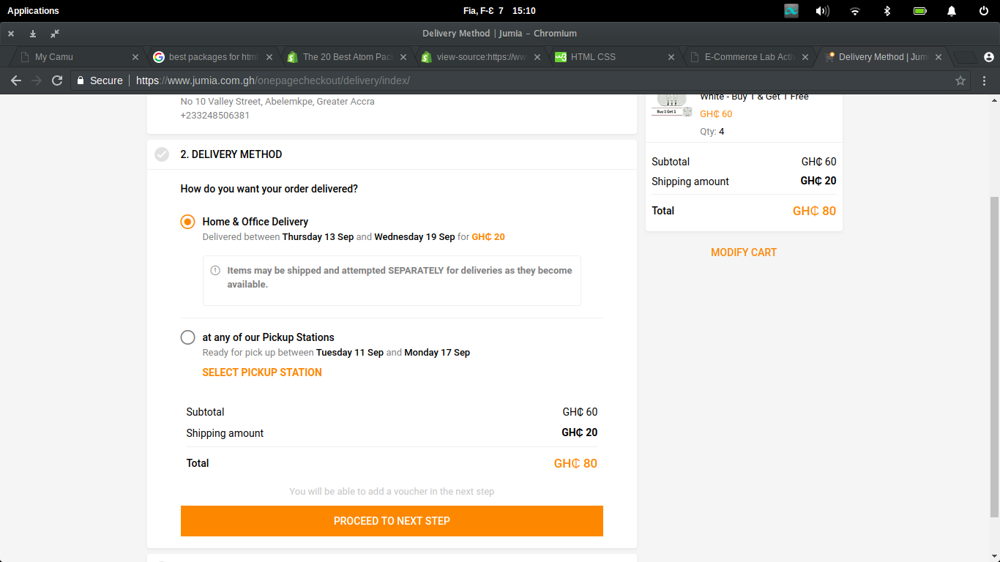 Applications
Fia, F-Ɛ 7 15:10
Delivery Method | Jumia - Chromium
My Camu
best packages for html
The 20 Best Atom Pac
view-source:https://ww
HTML CSS
E-Commerce Lab Acti
Delivery Method | Jum
Secure
https://www.jumia.com.gh/onepagecheckout/delivery/index/
No 10 Valley Street, Abelemkpe, Greater Accra
+233248506381
2. DELIVERY METHOD
How do you want your order delivered?
Home & Office Delivery
Delivered between Thursday 13 Sep and Wednesday 19 Sep for GH₵ 20
Items may be shipped and attempted SEPARATELY for deliveries as they become
available.
at any of our Pickup Stations
Ready for pick up between Tuesday 11 Sep and Monday 17 Sep
SELECT PICKUP STATION
Subtotal GH₵ 60
Shipping amount GH₵ 20
Total GH₵ 80
You will be able to add a voucher in the next step
PROCEED TO NEXT STEP
Buy 1 Get 1
White - Buy 1 & Get 1 Free
GH₵ 60
Qty: 4
Subtotal GH₵ 60
Shipping amount GH₵ 20
Total GH₵ 80
MODIFY CART